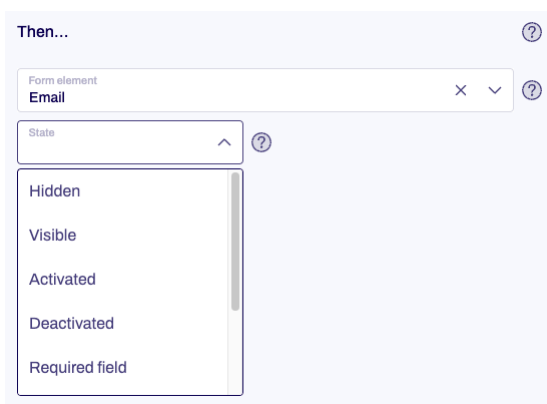 Then...
?
Form element
Email
?
State
?
Hidden
Visible
Activated
Deactivated
Required field